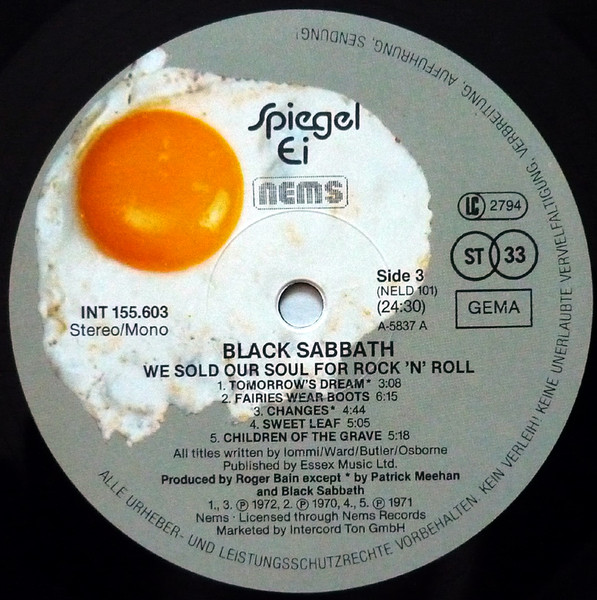 Spiegel
Ei
nems
LC 2794
ST 33
GEMA
Side 3
(NELD 101)
(24:30)
A-5837 A
INT 155.603
Stereo/Mono
BLACK SABBATH
WE SOLD OUR SOUL FOR ROCK 'N' ROLL
1. TOMORROW'S DREAM* 3:08
2. FAIRIES WEAR BOOTS 6:15
3. CHANGES* 4:44
4. SWEET LEAF 5:05
5. CHILDREN OF THE GRAVE 5:18
All titles written by Iommi/Ward/Butler/Osborne
Published by Essex Music Ltd.
Produced by Roger Bain except * by Patrick Meehan
and Black Sabbath
1., 3. ℗ 1972, 2. ℗ 1970, 4., 5. ℗ 1971
Nems · Licensed through Nems Records
Marketed by Intercord Ton GmbH
ALLE URHEBER- UND LEISTUNGSSCHUTZRECHTE VORBEHALTEN. KEIN VERLEIH! KEINE UNERLAUBTE VERVIELFÄLTIGUNG, VERBREITUNG, AUFFÜHRUNG, SENDUNG!